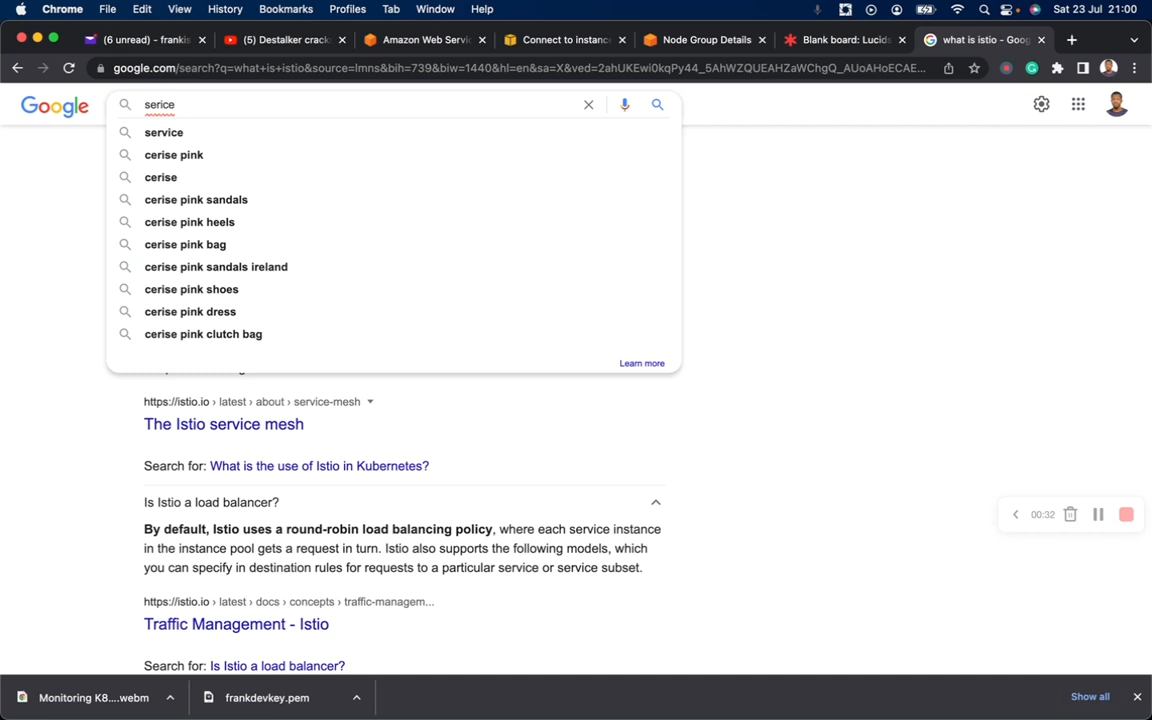 Chrome File Edit View History Bookmarks Profiles Tab Window Help Sat 23 Jul 21:00
(6 unread) - frankis
(5) Destalker crack
Amazon Web Servi
Connect to instanc
Node Group Details
Blank board: Lucids
what is istio - Goog
google.com/search?q=what+is+istio&source=lmns&bih=739&biw=1440&hl=en&sa=X&ved=2ahUKEwi0kqPy44_5AhWZQUEAHZaWChgQ_AUoAHoECAE...
Google
serice
service
cerise pink
cerise
cerise pink sandals
cerise pink heels
cerise pink bag
cerise pink sandals ireland
cerise pink shoes
cerise pink dress
cerise pink clutch bag
Learn more
https://istio.io › latest › about › service-mesh
The Istio service mesh
Search for: What is the use of Istio in Kubernetes?
Is Istio a load balancer?
By default, Istio uses a round-robin load balancing policy, where each service instance
in the instance pool gets a request in turn. Istio also supports the following models, which
you can specify in destination rules for requests to a particular service or service subset.
00:32
https://istio.io › latest › docs › concepts › traffic-managem...
Traffic Management - Istio
Search for: Is Istio a load balancer?
Monitoring K8....webm
frankdevkey.pem
Show all